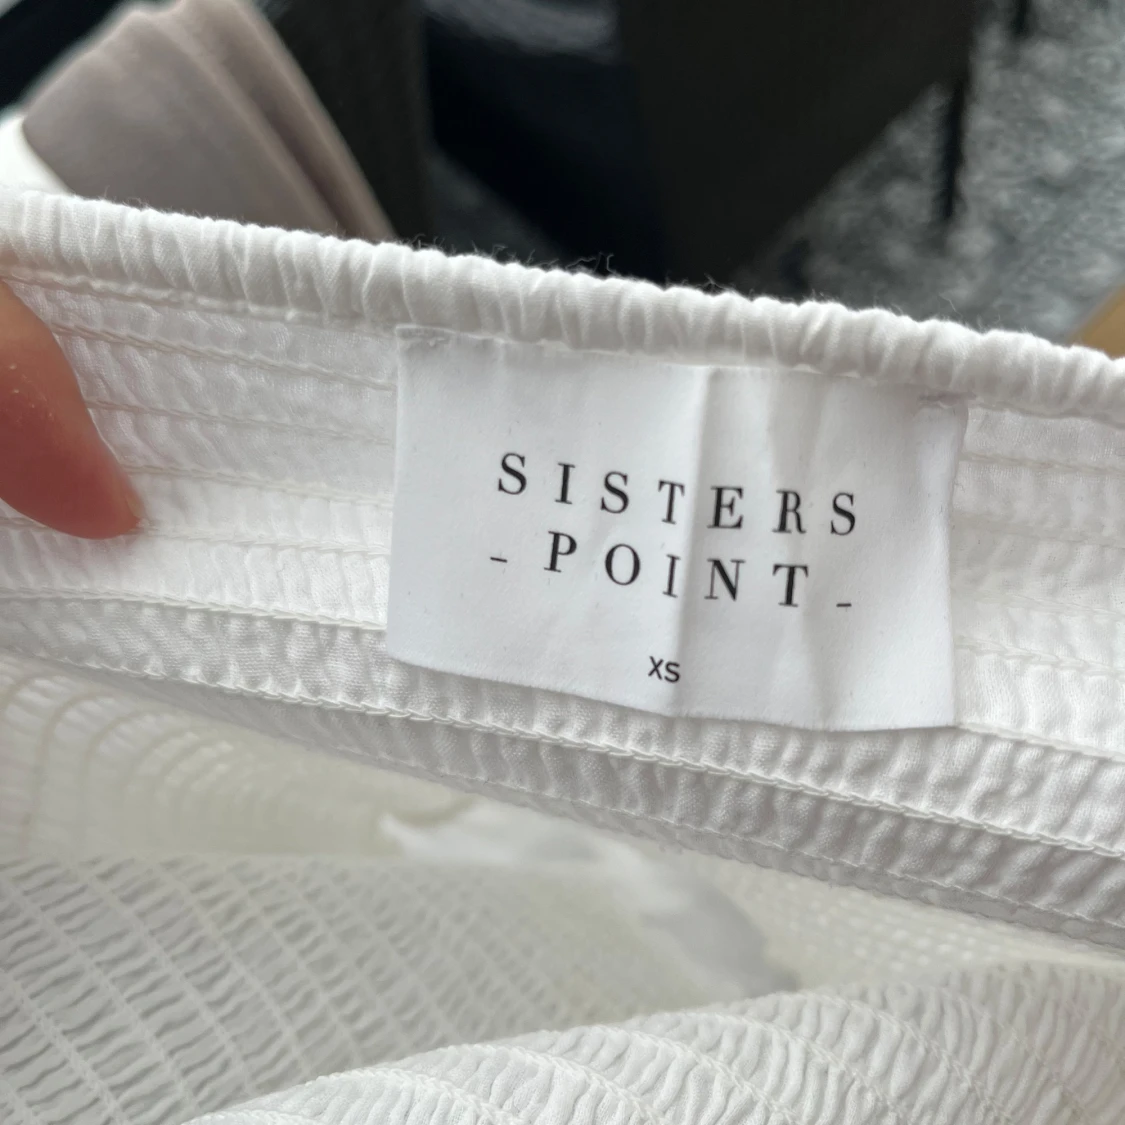 SISTERS
- POINT -
XS